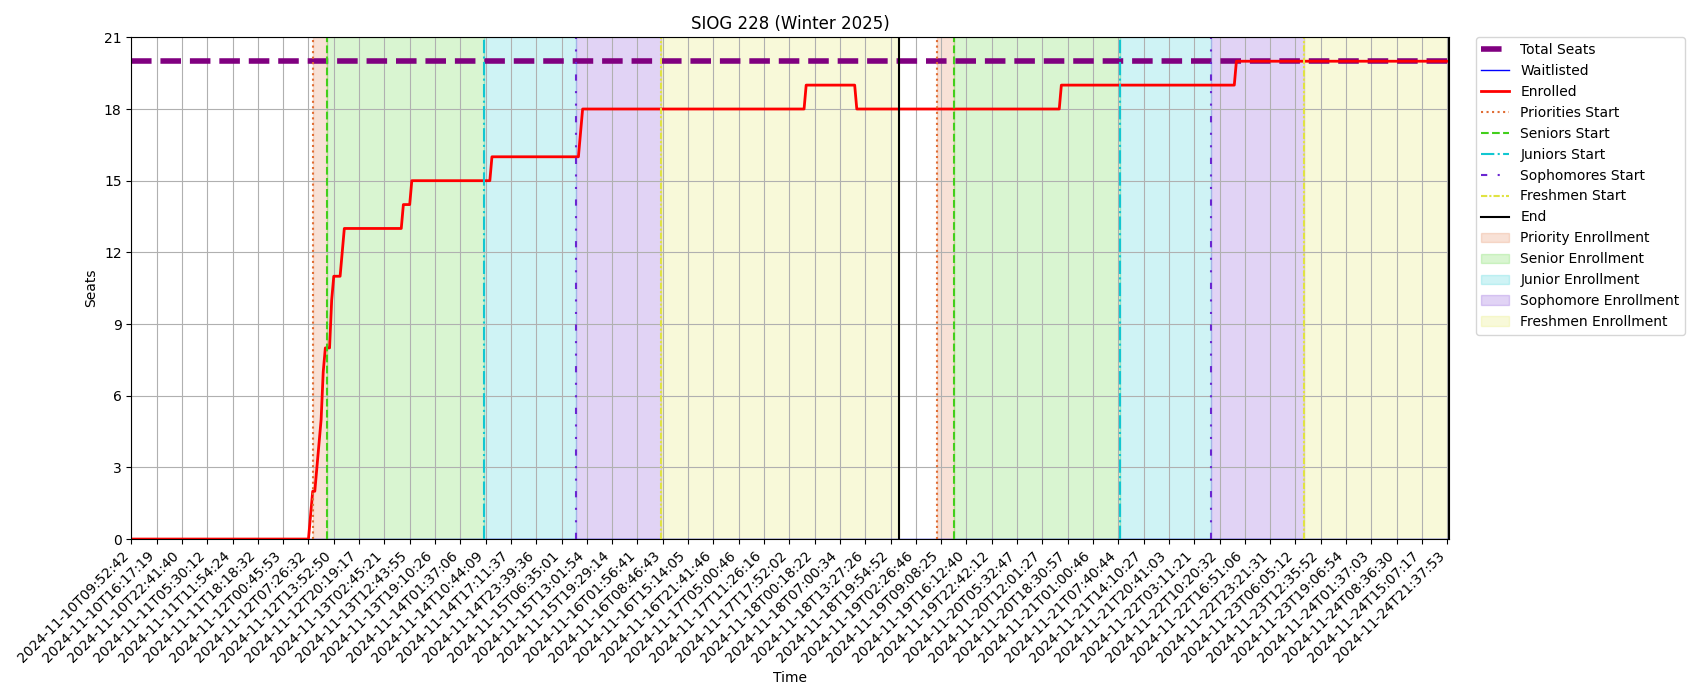 SIOG 228 (Winter 2025)
21
18
15
12
9
6
3
0
Seats
2024-11-10T09:52:42
2024-11-10T16:17:19
2024-11-10T22:41:40
2024-11-11T05:30:12
2024-11-11T11:54:24
2024-11-11T18:18:32
2024-11-12T00:45:53
2024-11-12T07:26:32
2024-11-12T13:52:50
2024-11-12T20:19:17
2024-11-13T02:45:21
2024-11-13T12:43:55
2024-11-13T19:10:26
2024-11-14T01:37:06
2024-11-14T10:44:09
2024-11-14T17:11:37
2024-11-14T23:39:36
2024-11-15T06:35:01
2024-11-15T13:01:54
2024-11-15T19:29:14
2024-11-16T01:56:41
2024-11-16T08:46:43
2024-11-16T15:14:05
2024-11-16T21:41:46
2024-11-17T05:00:46
2024-11-17T11:26:16
2024-11-17T17:52:02
2024-11-18T00:18:22
2024-11-18T07:00:34
2024-11-18T13:27:26
2024-11-18T19:54:52
2024-11-19T02:26:46
2024-11-19T09:08:25
2024-11-19T16:12:40
2024-11-19T22:42:12
2024-11-20T05:32:47
2024-11-20T12:01:27
2024-11-20T18:30:57
2024-11-21T01:00:46
2024-11-21T07:40:44
2024-11-21T14:10:27
2024-11-21T20:41:03
2024-11-22T03:11:21
2024-11-22T10:20:32
2024-11-22T16:51:06
2024-11-22T23:21:31
2024-11-23T06:05:12
2024-11-23T12:35:52
2024-11-23T19:06:54
2024-11-24T01:37:03
2024-11-24T08:36:30
2024-11-24T15:07:17
2024-11-24T21:37:53
Time
Total Seats
Waitlisted
Enrolled
Priorities Start
Seniors Start
Juniors Start
Sophomores Start
Freshmen Start
End
Priority Enrollment
Senior Enrollment
Junior Enrollment
Sophomore Enrollment
Freshmen Enrollment